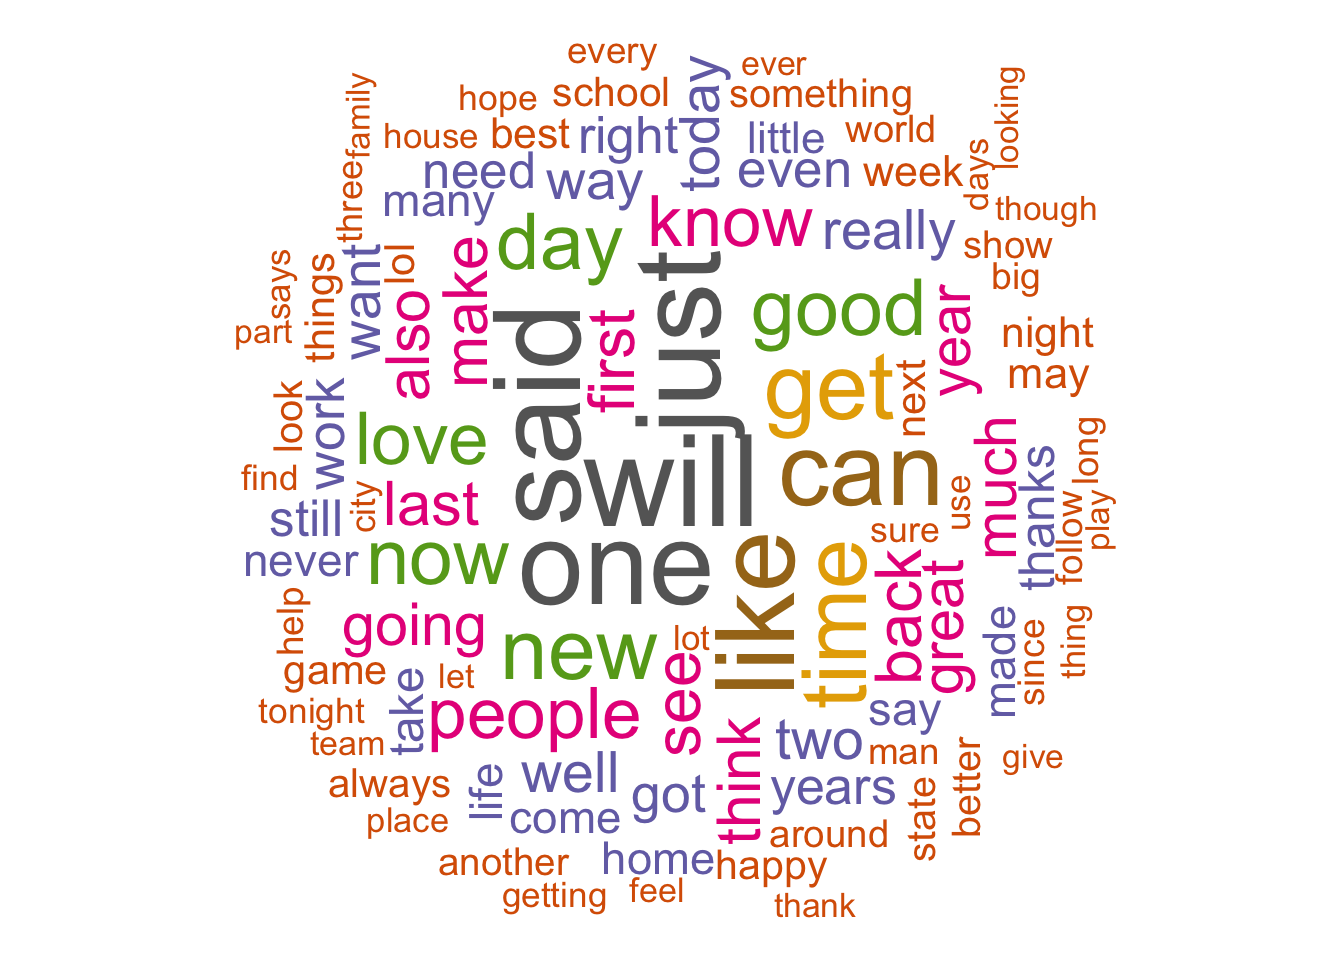 every
ever
hope
school
today
something
looking
family
house
best
right
little
world
three
need
way
even
week
days
many
though
day
know
really
show
says
things
want
lol
make
just
good
year
big
part
also
said
first
night
get
next
may
look
work
love
will
can
much
long
find
city
last
use
thanks
follow
play
still
sure
never
now
one
like
time
back
great
help
going
new
lot
made
since
thing
game
let
see
tonight
take
people
say
team
think
two
man
give
always
life
well
got
years
state
better
place
come
around
another
home
happy
getting
feel
thank